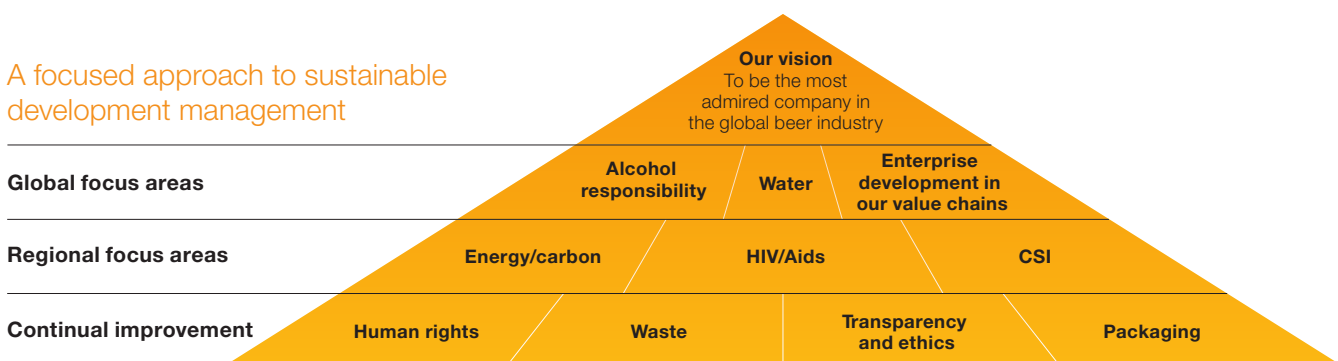 A focused approach to sustainable
development management
Our vision
To be the most
admired company in
the global beer industry
Global focus areas
Alcohol
responsibility
Water
Enterprise
development in
our value chains
Regional focus areas
Energy/carbon
HIV/Aids
CSI
Continual improvement
Human rights
Waste
Transparency
and ethics
Packaging